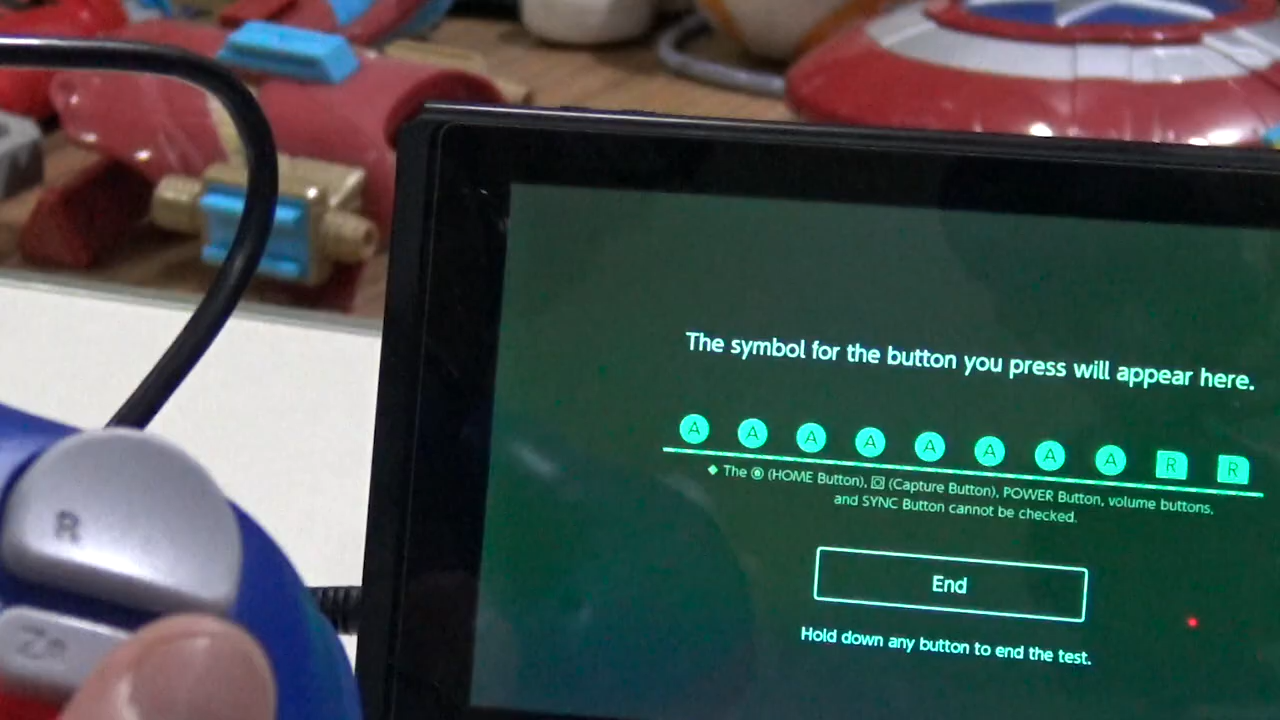 The symbol for the button you press will appear here.
A A A A A A A A R R
The (HOME Button), (Capture Button), POWER Button, volume buttons,
and SYNC Button cannot be checked.
End
Hold down any button to end the test.
R
ZR